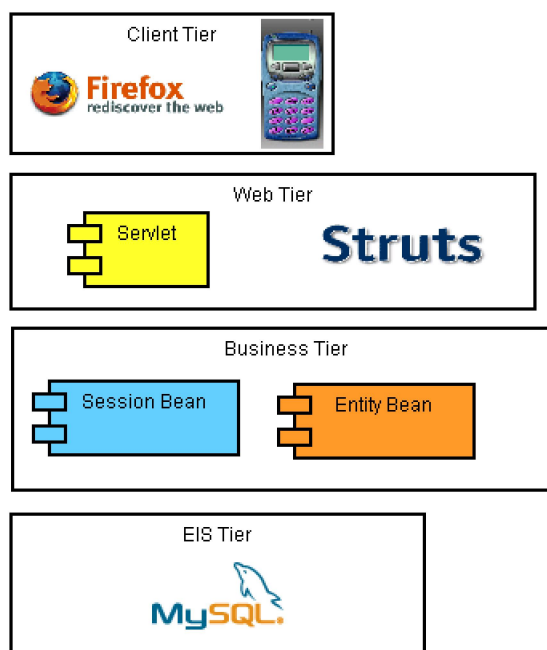 Client Tier
Firefox
rediscover the web
Web Tier
Servlet
Struts
Business Tier
Session Bean
Entity Bean
EIS Tier
MySQL.